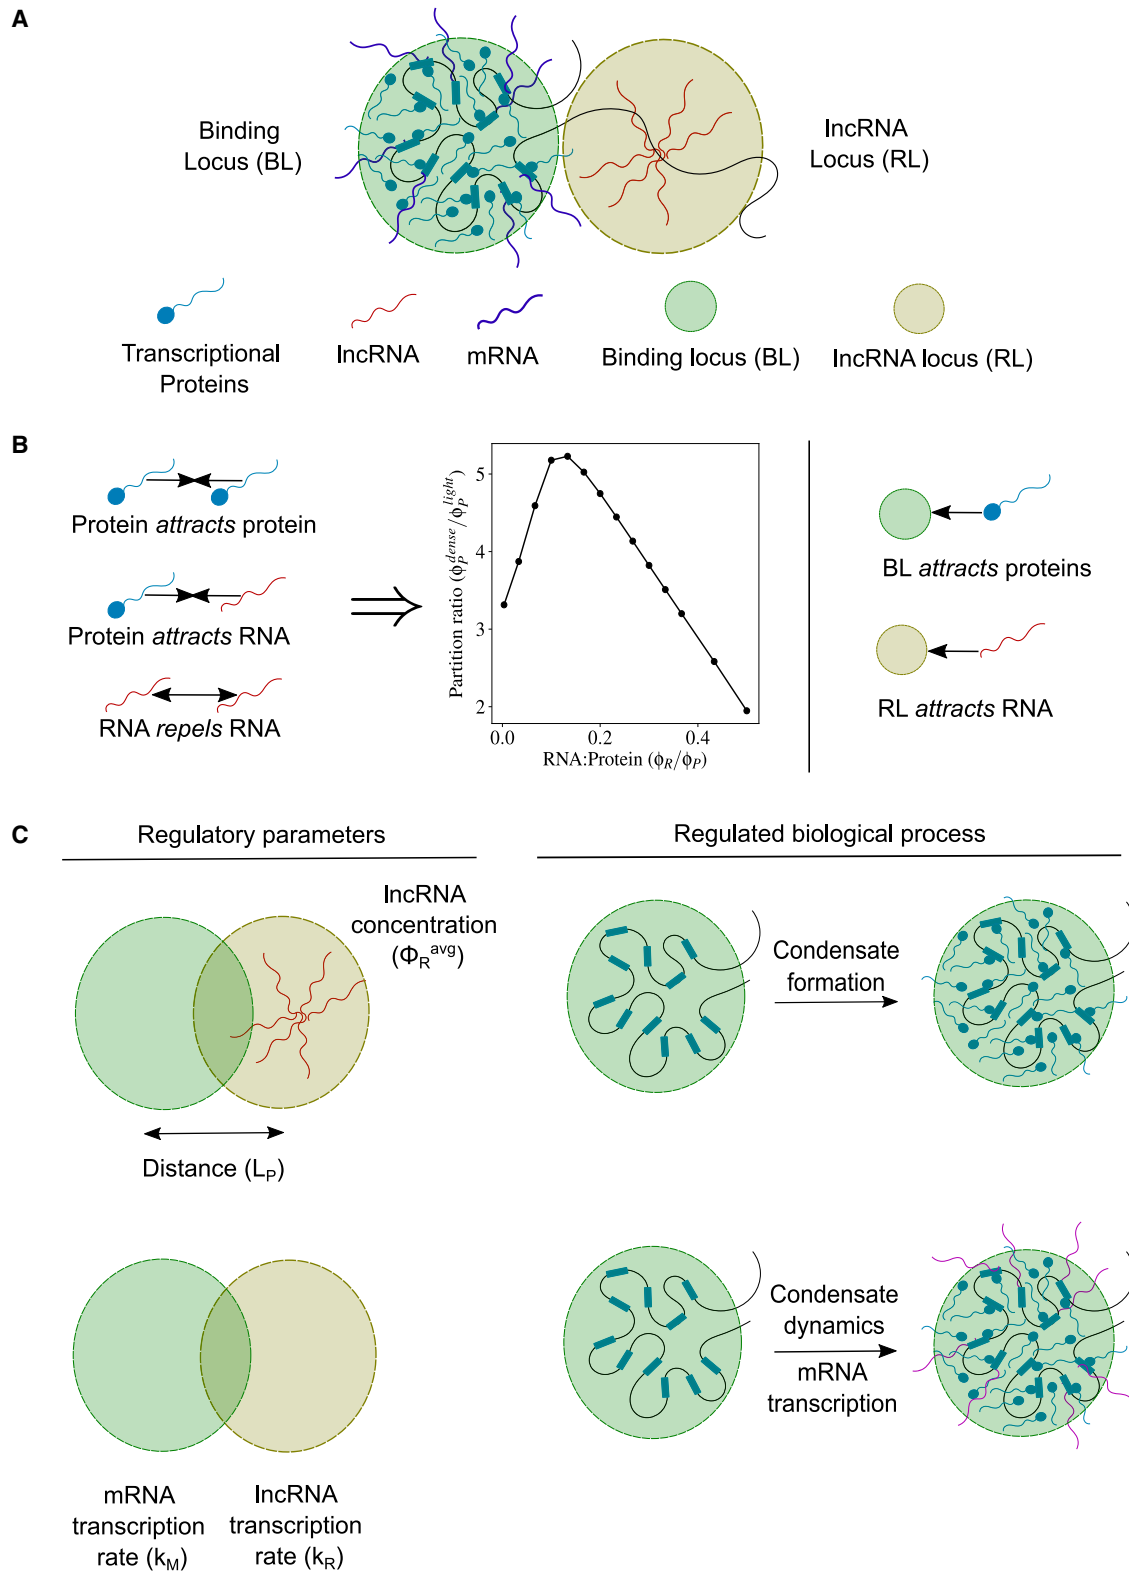 A
Binding
Locus (BL)
lncRNA
Locus (RL)
Transcriptional
Proteins
lncRNA
mRNA
Binding locus (BL)
lncRNA locus (RL)
B
Protein attracts protein
Protein attracts RNA
RNA repels RNA
Partition ratio (ϕ_P^dense/ϕ_P^light)
5
4
3
2
0.0 0.2 0.4
RNA:Protein (ϕ_R/ϕ_P)
BL attracts proteins
RL attracts RNA
C
Regulatory parameters
Regulated biological process
lncRNA
concentration
(Φ_R^avg)
Distance (L_P)
Condensate
formation
Condensate
dynamics
mRNA
transcription
mRNA
transcription
rate (k_M)
lncRNA
transcription
rate (k_R)